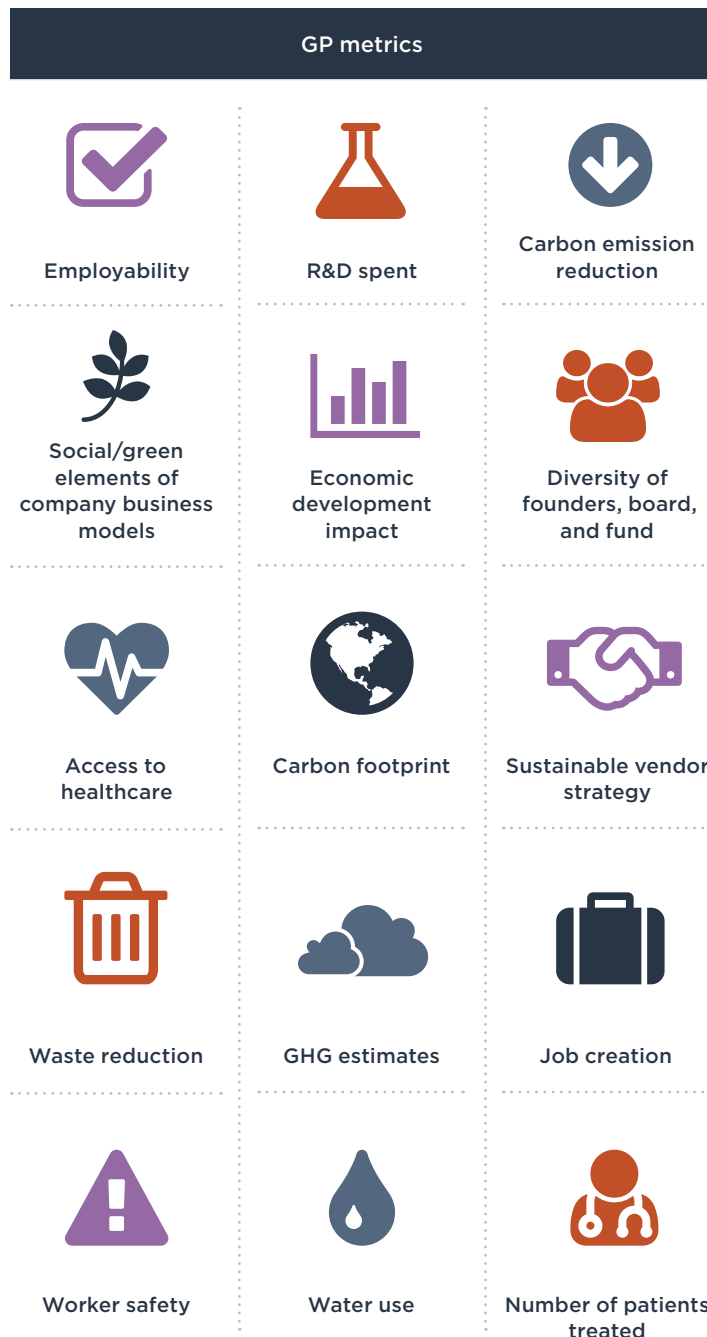 GP metrics
Employability
R&D spent
Carbon emission
reduction
Social/green
elements of
company business
models
Economic
development
impact
Diversity of
founders, board,
and fund
Access to
healthcare
Carbon footprint
Sustainable vendor
strategy
Waste reduction
GHG estimates
Job creation
Worker safety
Water use
Number of patients
treated